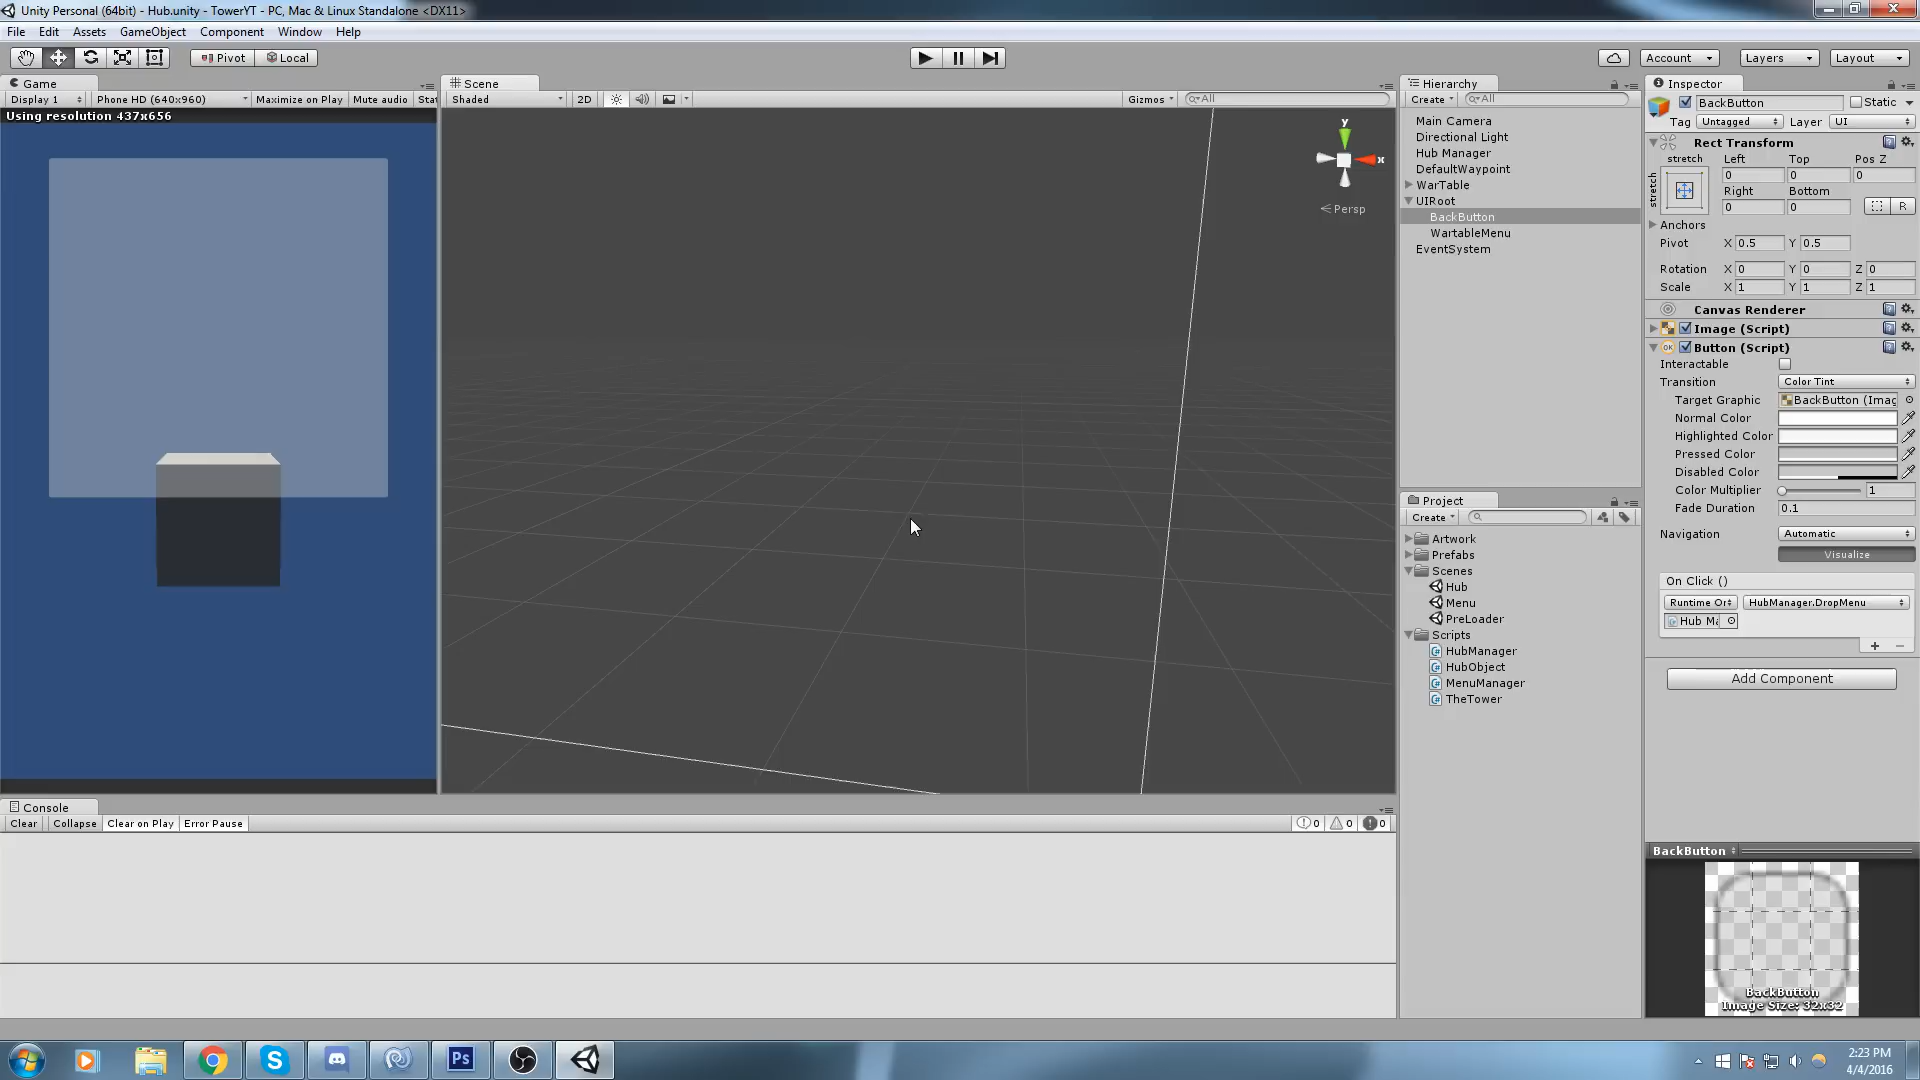 Unity Personal (64bit) - Hub.unity - TowerYT - PC, Mac & Linux Standalone <DX11>
File Edit Assets GameObject Component Window Help
Pivot Local Account Layers Layout
Game
Display 1 Phone HD (640x960) Maximize on Play Mute audio Stat
Using resolution 437x656
Scene
Shaded 2D Gizmos All
y
x
Persp
Hierarchy
Create All
Main Camera
Directional Light
Hub Manager
DefaultWaypoint
WarTable
UIRoot
BackButton
WartableMenu
EventSystem
Project
Create
Artwork
Prefabs
Scenes
Hub
Menu
PreLoader
Scripts
HubManager
HubObject
MenuManager
TheTower
Inspector
BackButton Static
Tag Untagged Layer UI
Rect Transform
stretch Left Top Pos Z
stretch 0 0 0
Right Bottom
0 0 R
Anchors
Pivot X 0.5 Y 0.5
Rotation X 0 Y 0 Z 0
Scale X 1 Y 1 Z 1
Canvas Renderer
Image (Script)
OK Button (Script)
Interactable
Transition Color Tint
Target Graphic BackButton (Imag
Normal Color
Highlighted Color
Pressed Color
Disabled Color
Color Multiplier 1
Fade Duration 0.1
Navigation Automatic
Visualize
On Click ()
Runtime Or HubManager.DropMenu
Hub Ma
+ −
Add Component
BackButton
BackButton
Image Size: 32x32
Console
Clear Collapse Clear on Play Error Pause 0 0 0
Ps
2:23 PM
4/4/2016